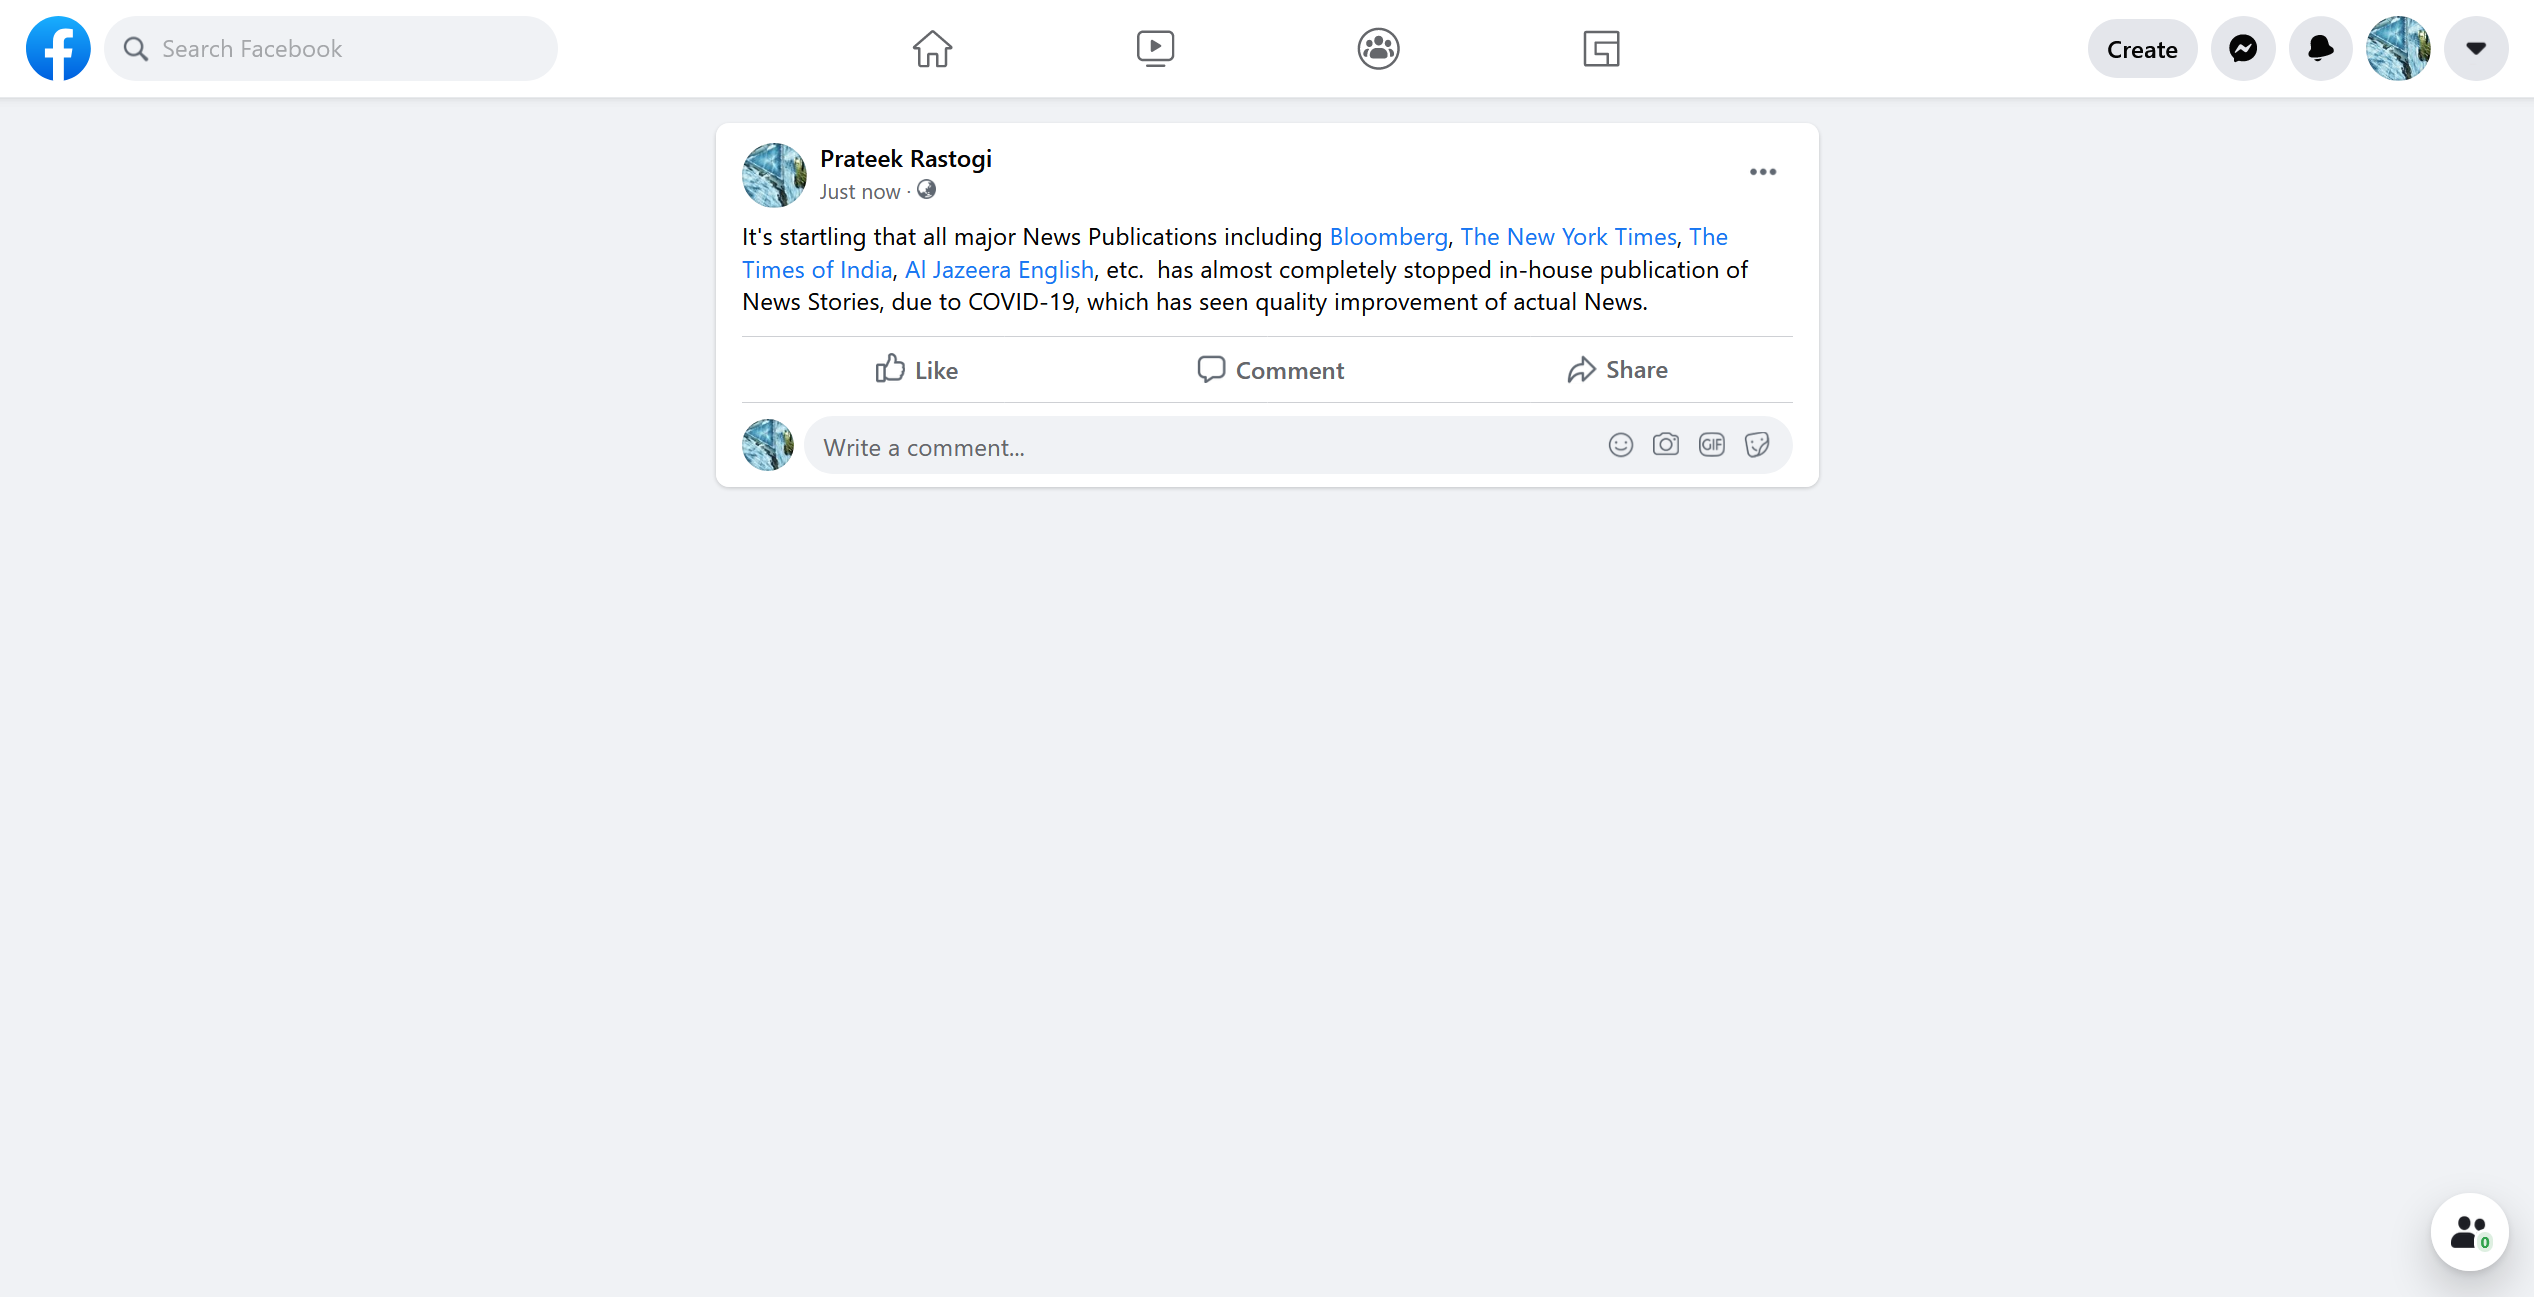 Search Facebook
Create
Prateek Rastogi
Just now ·
It's startling that all major News Publications including Bloomberg, The New York Times, The
Times of India, Al Jazeera English, etc.  has almost completely stopped in-house publication of
News Stories, due to COVID-19, which has seen quality improvement of actual News.
Like
Comment
Share
Write a comment...
GIF
0